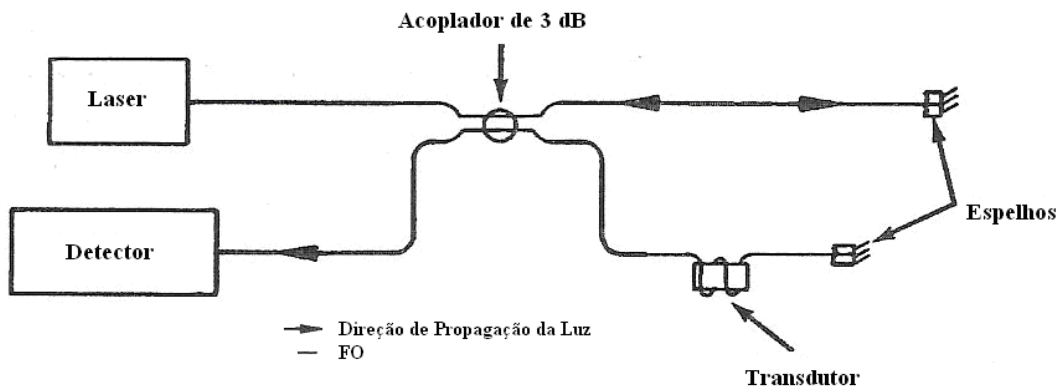 Acoplador de 3 dB
Laser
Espelhos
Detector
Direção de Propagação da Luz
FO
Transdutor